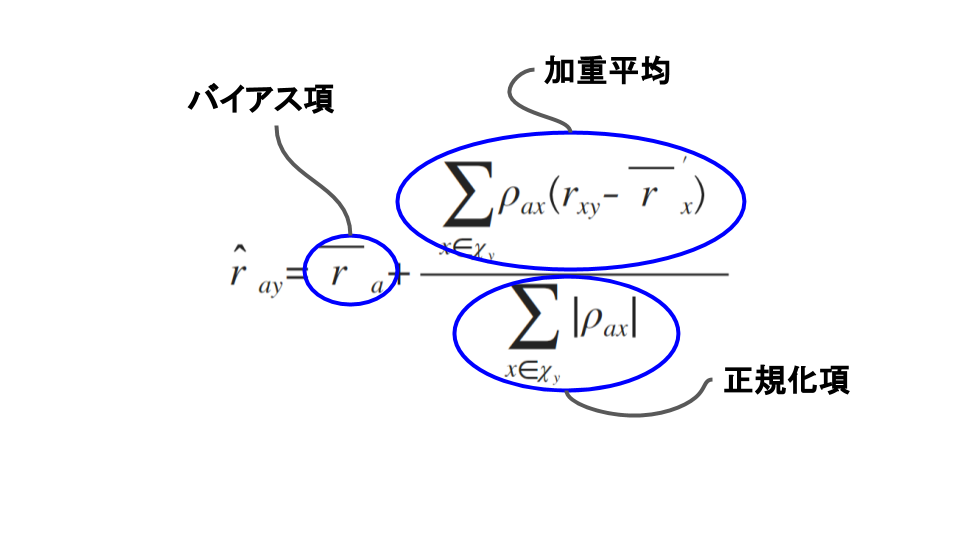 加重平均
バイアス項
$\hat{r}_{ay} = \overline{r}_a + \frac{\sum_{x \in \chi_y} \rho_{ax}(r_{xy} - \overline{r}'_x)}{\sum_{x \in \chi_y} |\rho_{ax}|}$
正規化項